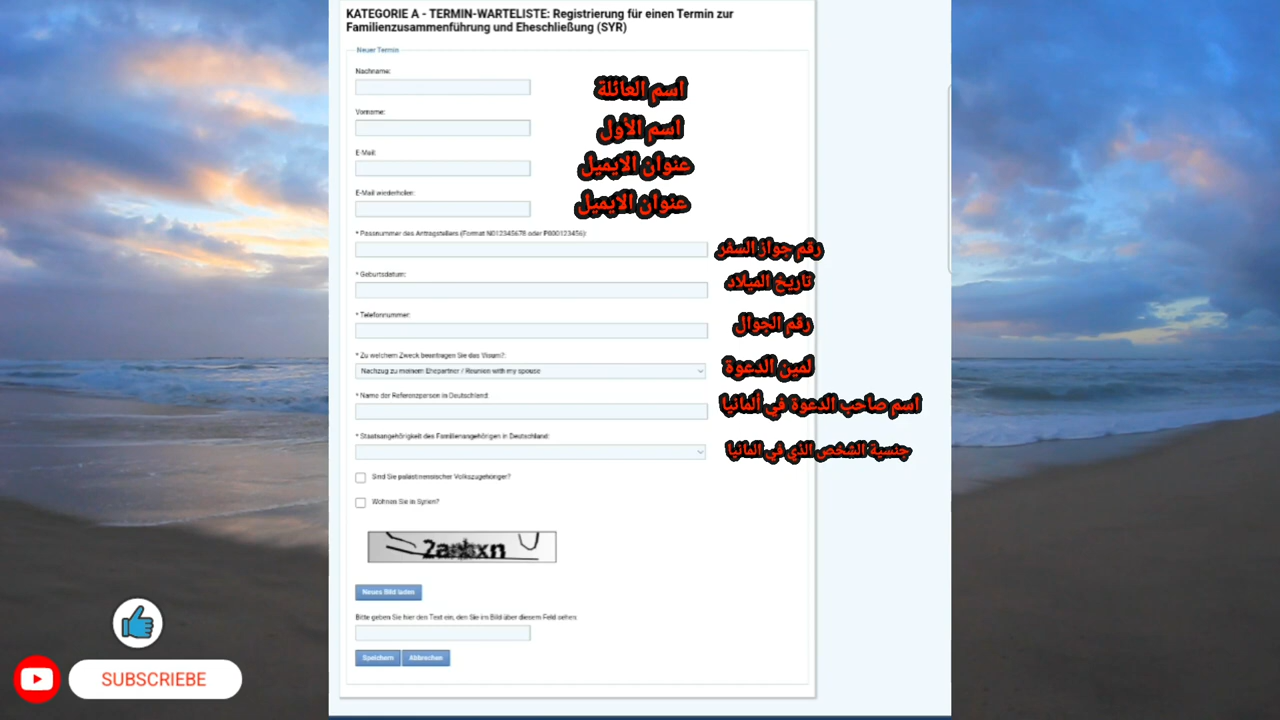 KATEGORIE A - TERMIN-WARTELISTE: Registrierung für einen Termin zur
Familienzusammenführung und Eheschließung (SYR)
Neuer Termin
Nachname:
اسم العائلة
Vorname:
اسم الأول
E-Mail:
عنوان الايميل
E-Mail wiederholen:
عنوان الايميل
* Passnummer des Antragstellers (Format N012345678 oder P000123456):
رقم جواز السفر
* Geburtsdatum:
تاريخ الميلاد
* Telefonnummer:
رقم الجوال
* Zu welchem Zweck beantragen Sie das Visum?:
Nachzug zu meinem Ehepartner / Reunion with my spouse
لمين الدعوة
* Name der Referenzperson in Deutschland:
اسم صاحب الدعوة في ألمانيا
* Staatsangehörigkeit des Familienangehörigen in Deutschland:
جنسية الشخص الذي في المانيا
Sind Sie palästinensischer Volkszugehöriger?
Wohnen Sie in Syrien?
Neues Bild laden
Bitte geben Sie hier den Text ein, den Sie im Bild über diesem Feld sehen
Speichern Abbrechen
SUBSCRIEBE